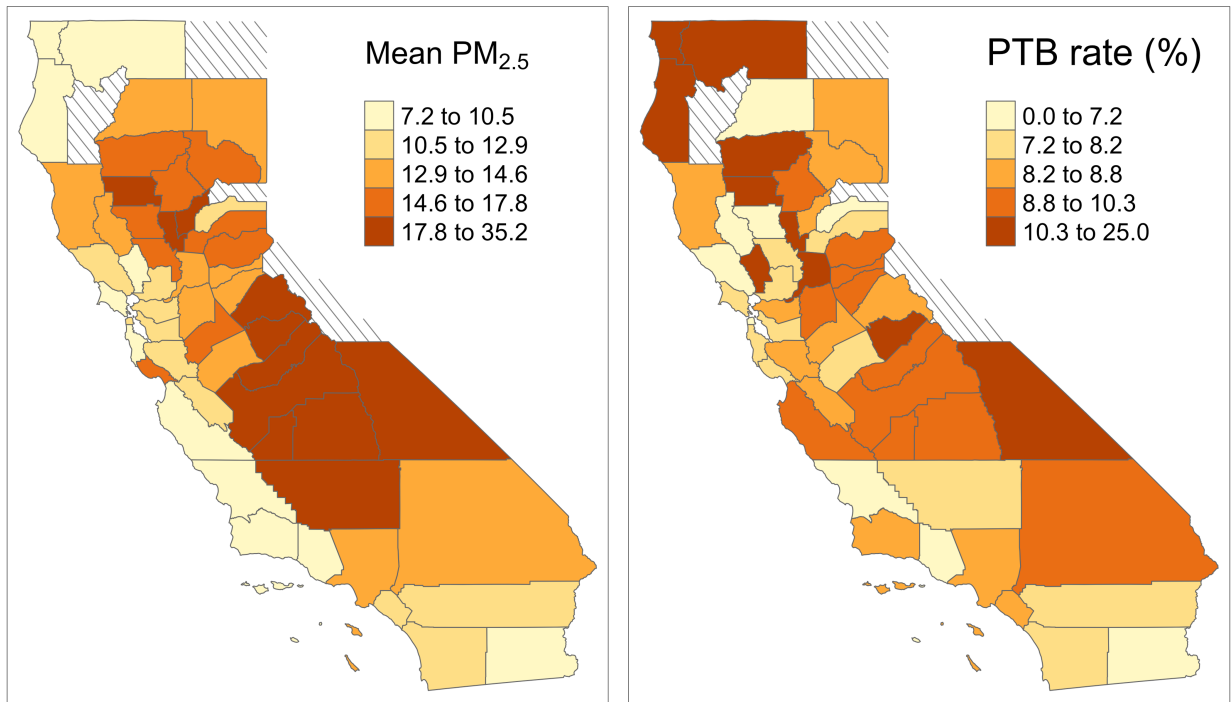 Mean PM2.5
7.2 to 10.5
10.5 to 12.9
12.9 to 14.6
14.6 to 17.8
17.8 to 35.2
PTB rate (%)
0.0 to 7.2
7.2 to 8.2
8.2 to 8.8
8.8 to 10.3
10.3 to 25.0